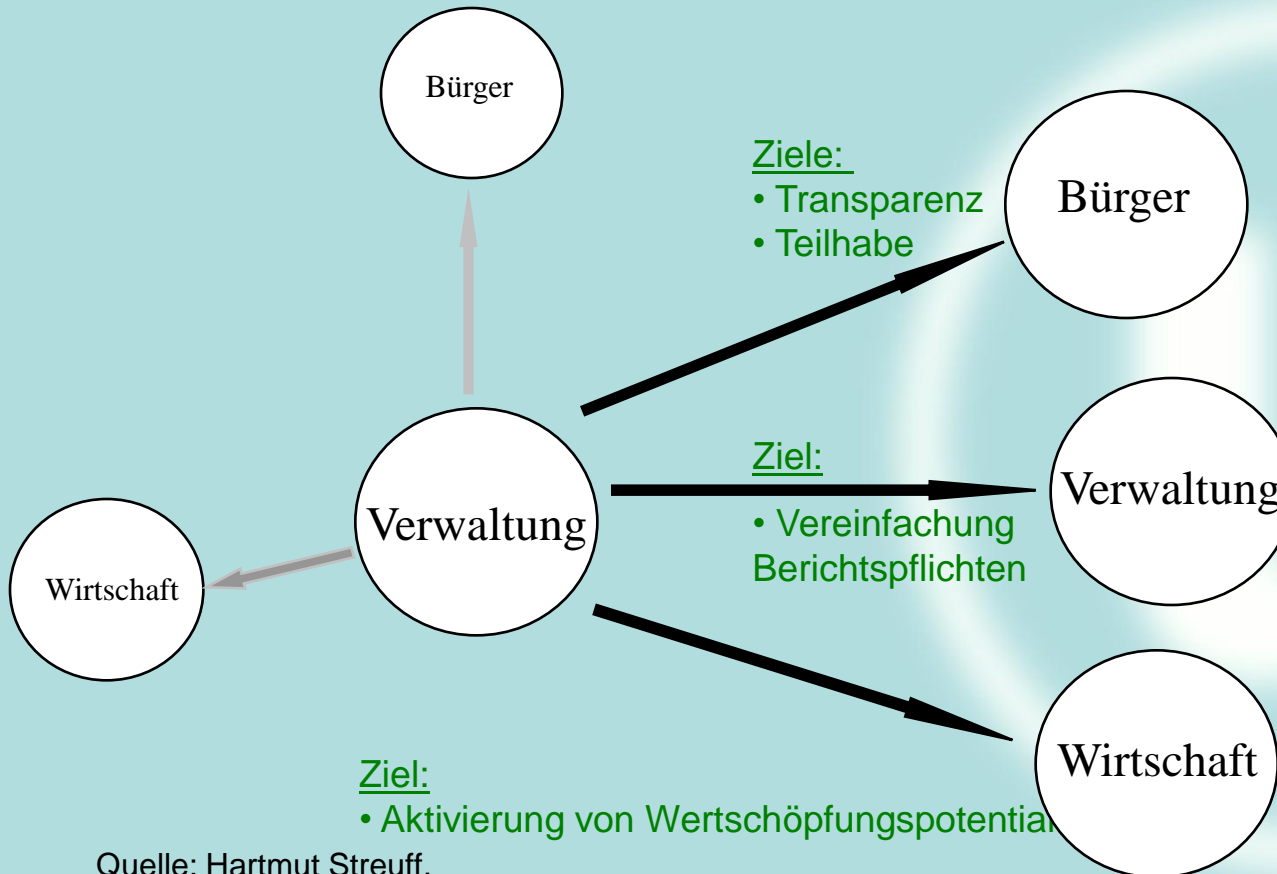 Bürger
Ziele:
• Transparenz
• Teilhabe
Bürger
Verwaltung
Ziel:
• Vereinfachung
Berichtspflichten
Verwaltung
Wirtschaft
Wirtschaft
Ziel:
• Aktivierung von Wertschöpfungspotential
Quelle: Hartmut Streuff.